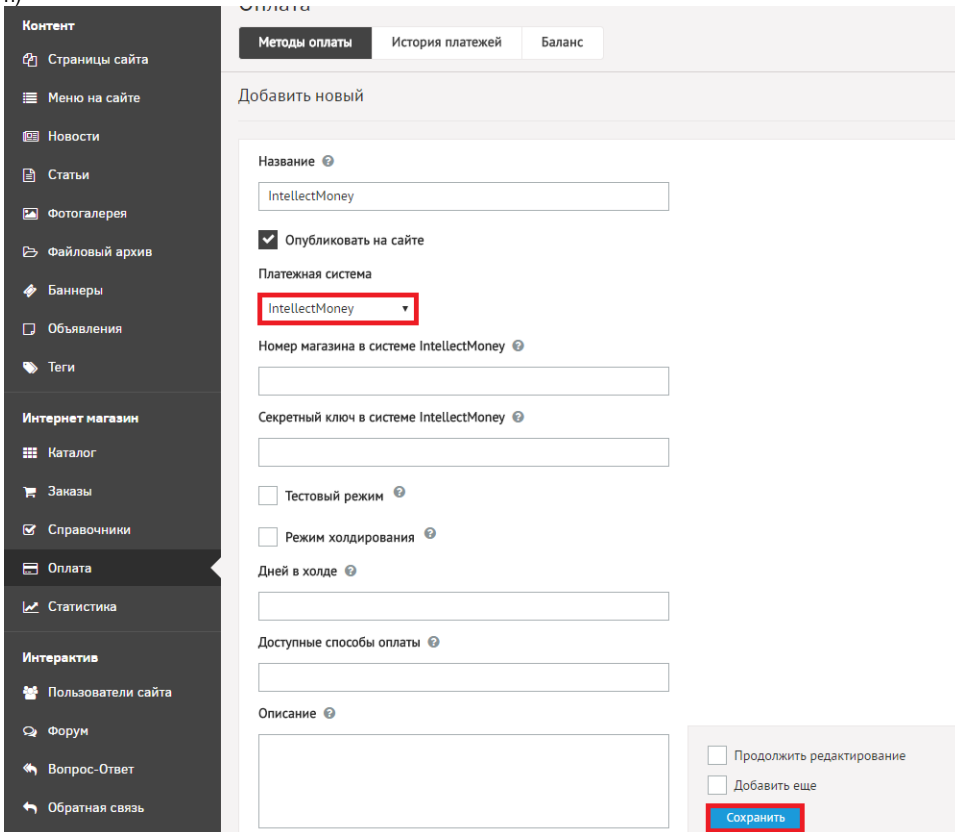 Контент
Страницы сайта
Меню на сайте
Новости
Статьи
Фотогалерея
Файловый архив
Баннеры
Объявления
Теги
Интернет магазин
Каталог
Заказы
Справочники
Оплата
Статистика
Интерактив
Пользователи сайта
Форум
Вопрос-Ответ
Обратная связь
Оплата
Методы оплаты История платежей Баланс
Добавить новый
Название
IntellectMoney
Опубликовать на сайте
Платежная система
IntellectMoney
Номер магазина в системе IntellectMoney
Секретный ключ в системе IntellectMoney
Тестовый режим
Режим холдирования
Дней в холде
Доступные способы оплаты
Описание
Продолжить редактирование
Добавить еще
Сохранить